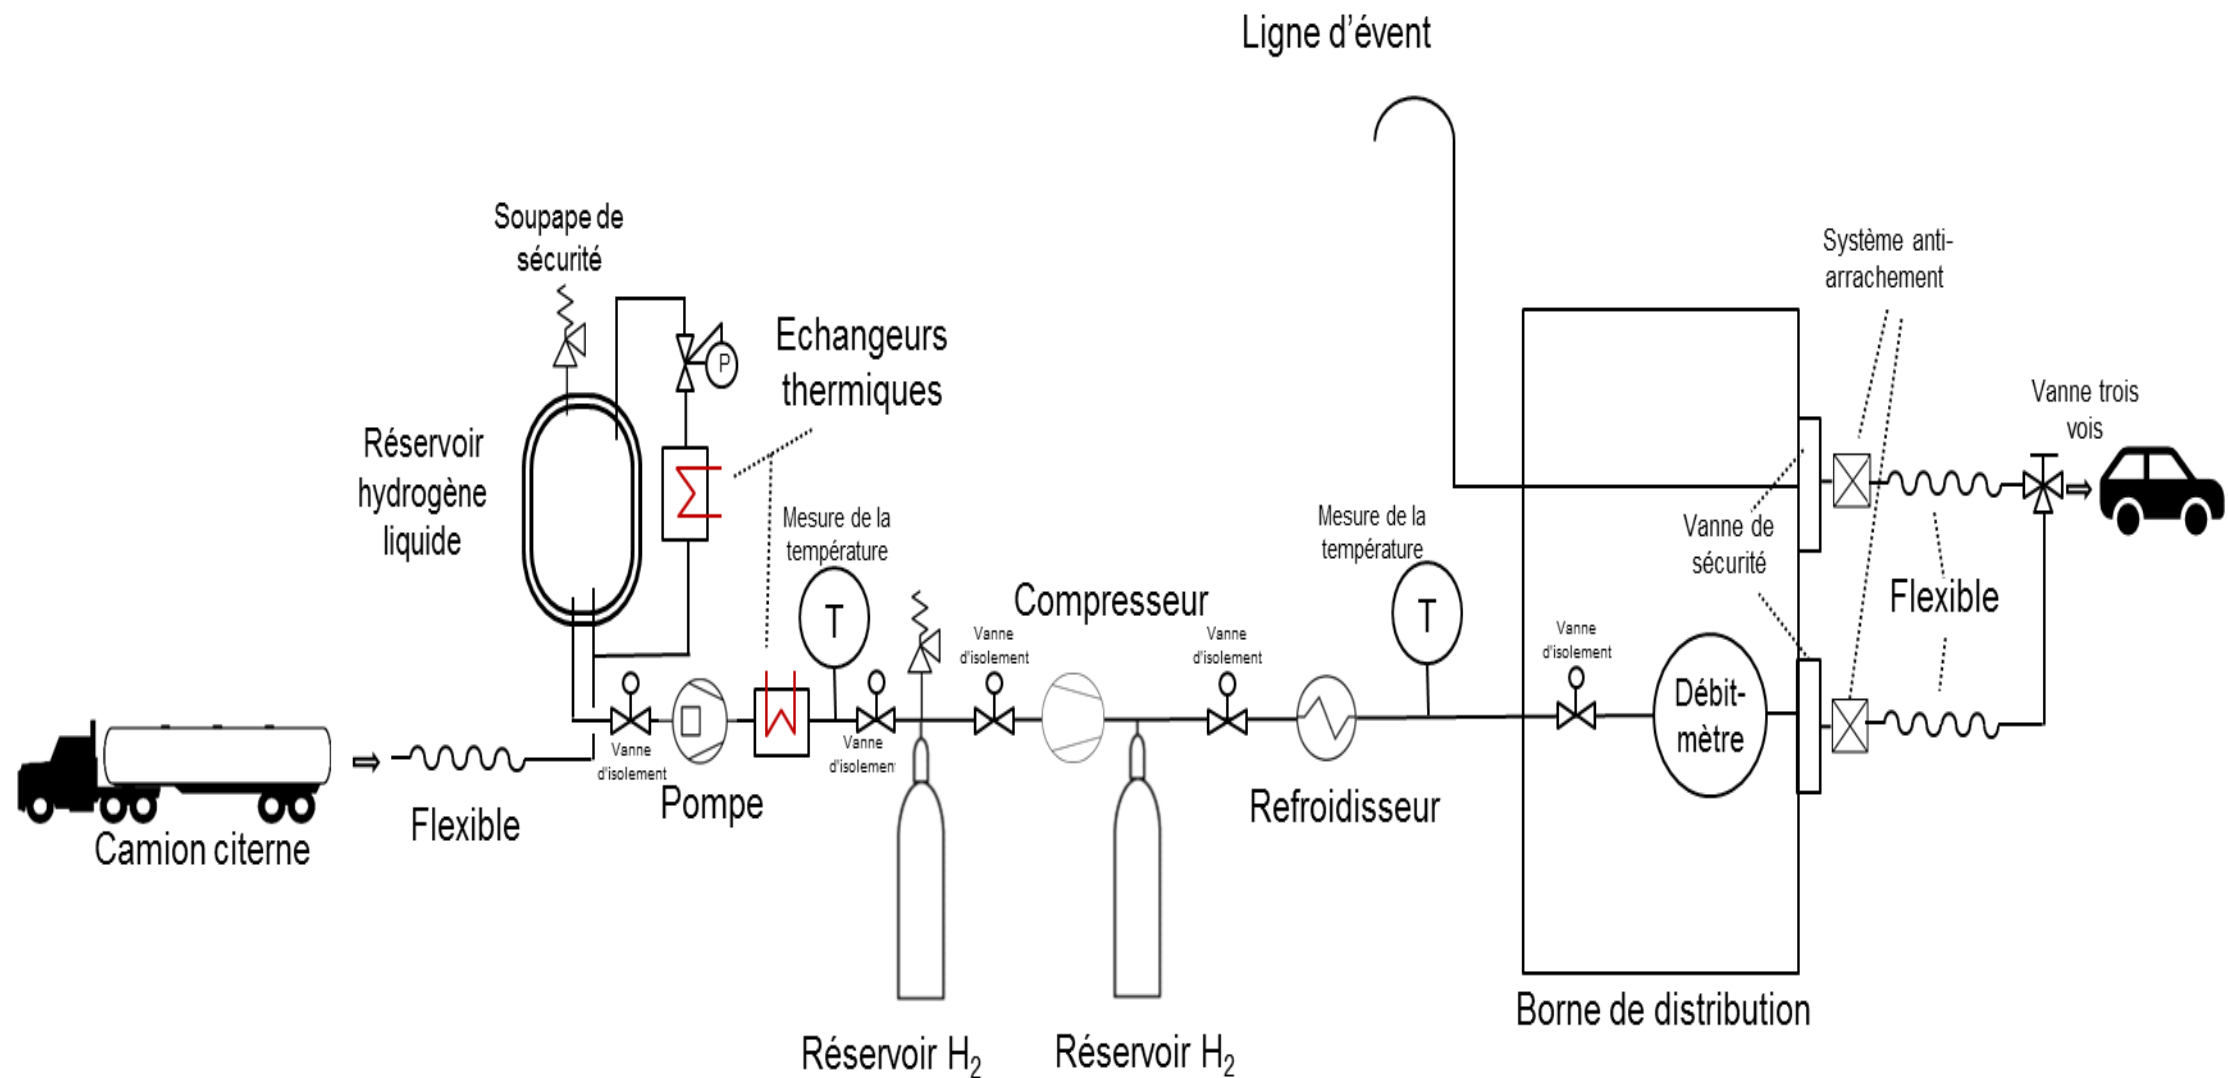 Ligne d'évent
Soupape de
sécurité
Système anti-
arrachement
Echangeurs
thermiques
P
Vanne trois
vois
Réservoir
hydrogène
liquide
Mesure de la
température
T
Mesure de la
température
T
Vanne de
sécurité
Flexible
Compresseur
Vanne
d'isolement
Vanne
d'isolement
Vanne
d'isolement
Débit-
mètre
Vanne
d'isolement
Vanne
d'isolemen
Pompe
Refroidisseur
Flexible
Camion citerne
Borne de distribution
Réservoir H2
Réservoir H2